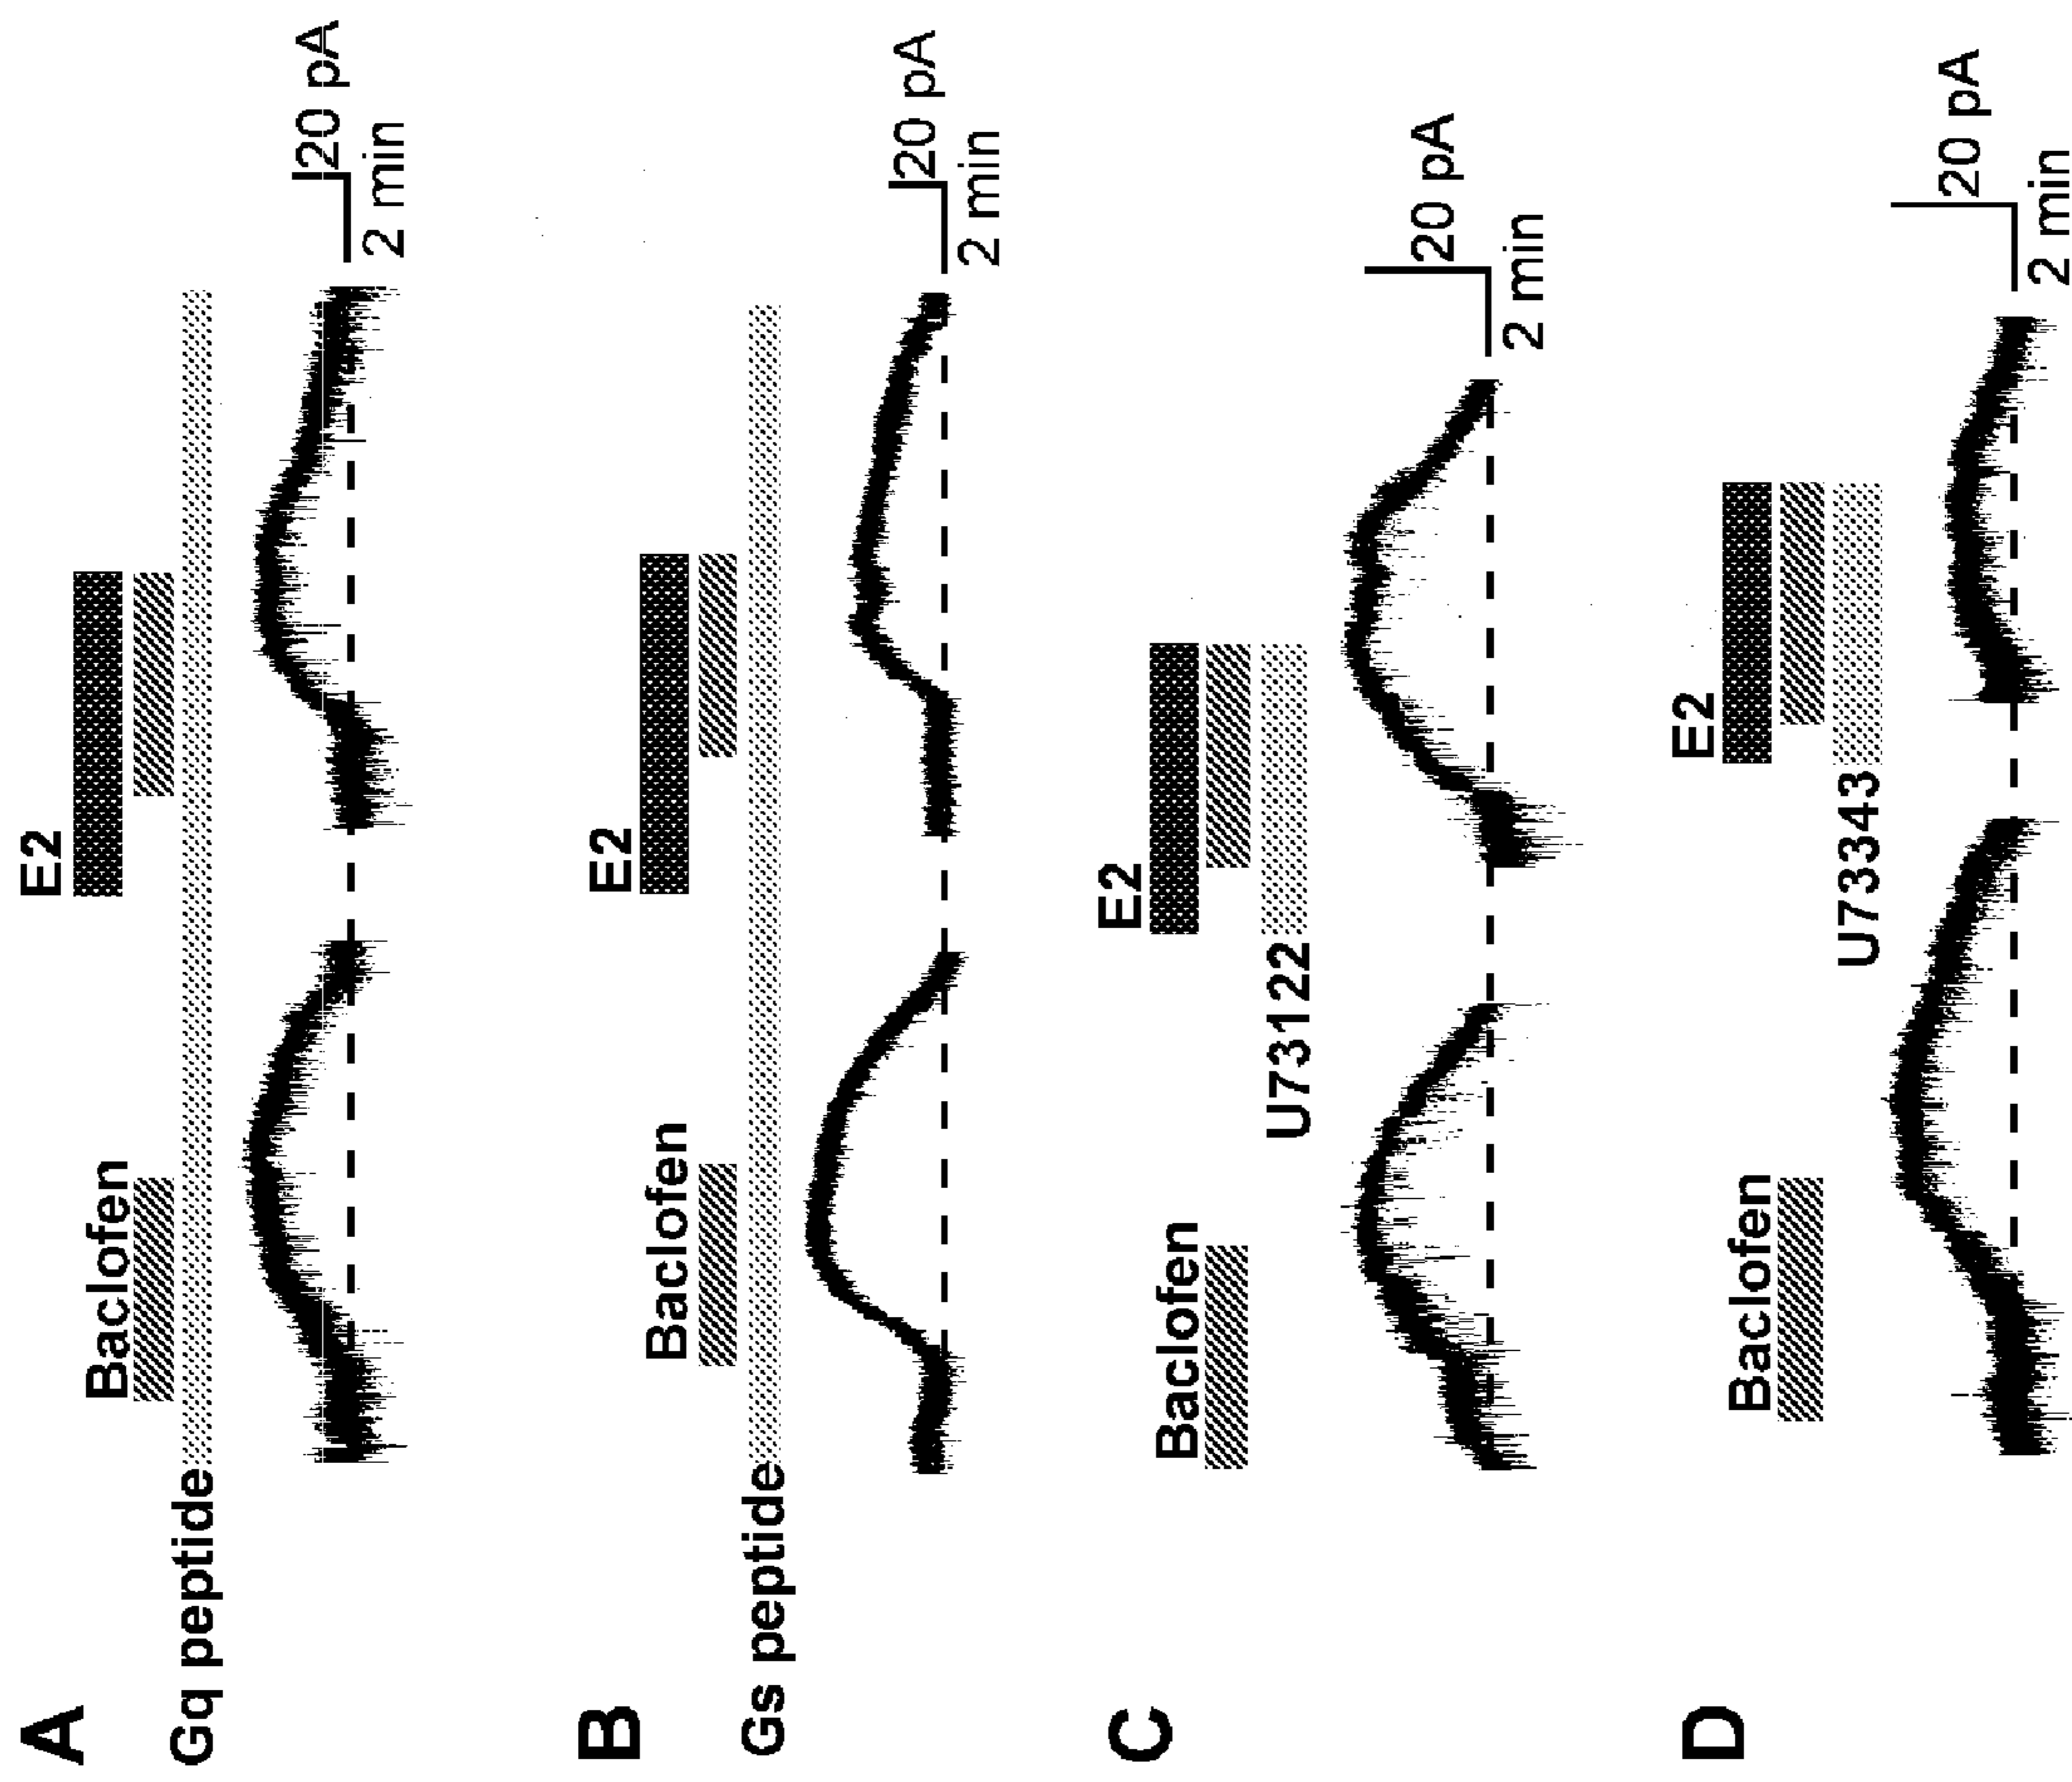 A
E2
Baclofen
Gq peptide
20 pA
2 min
B
E2
Baclofen
Gs peptide
20 pA
2 min
C
E2
Baclofen
U73122
20 pA
2 min
D
E2
Baclofen
U73343
20 pA
2 min